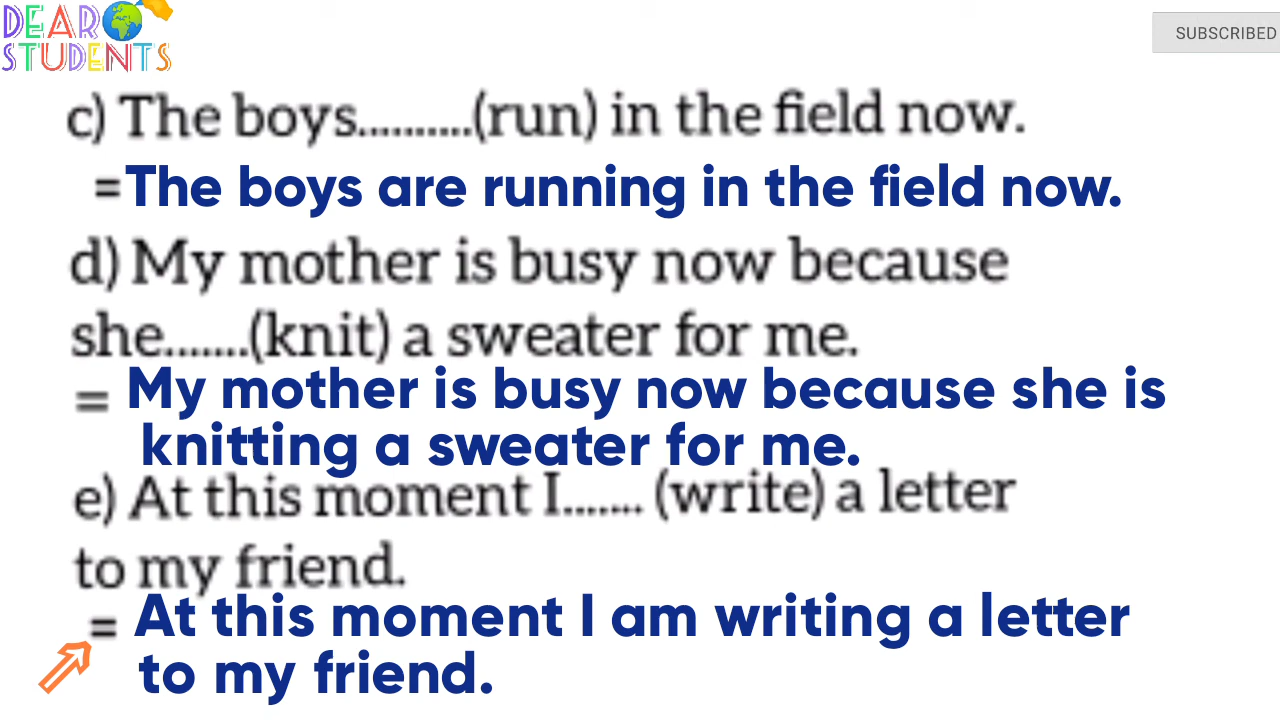 DEAR
STUDENTS
SUBSCRIBED
c) The boys..........(run) in the field now.
=The boys are running in the field now.
d) My mother is busy now because
she.......(knit) a sweater for me.
= My mother is busy now because she is
knitting a sweater for me.
e) At this moment I....... (write) a letter
to my friend.
= At this moment I am writing a letter
to my friend.